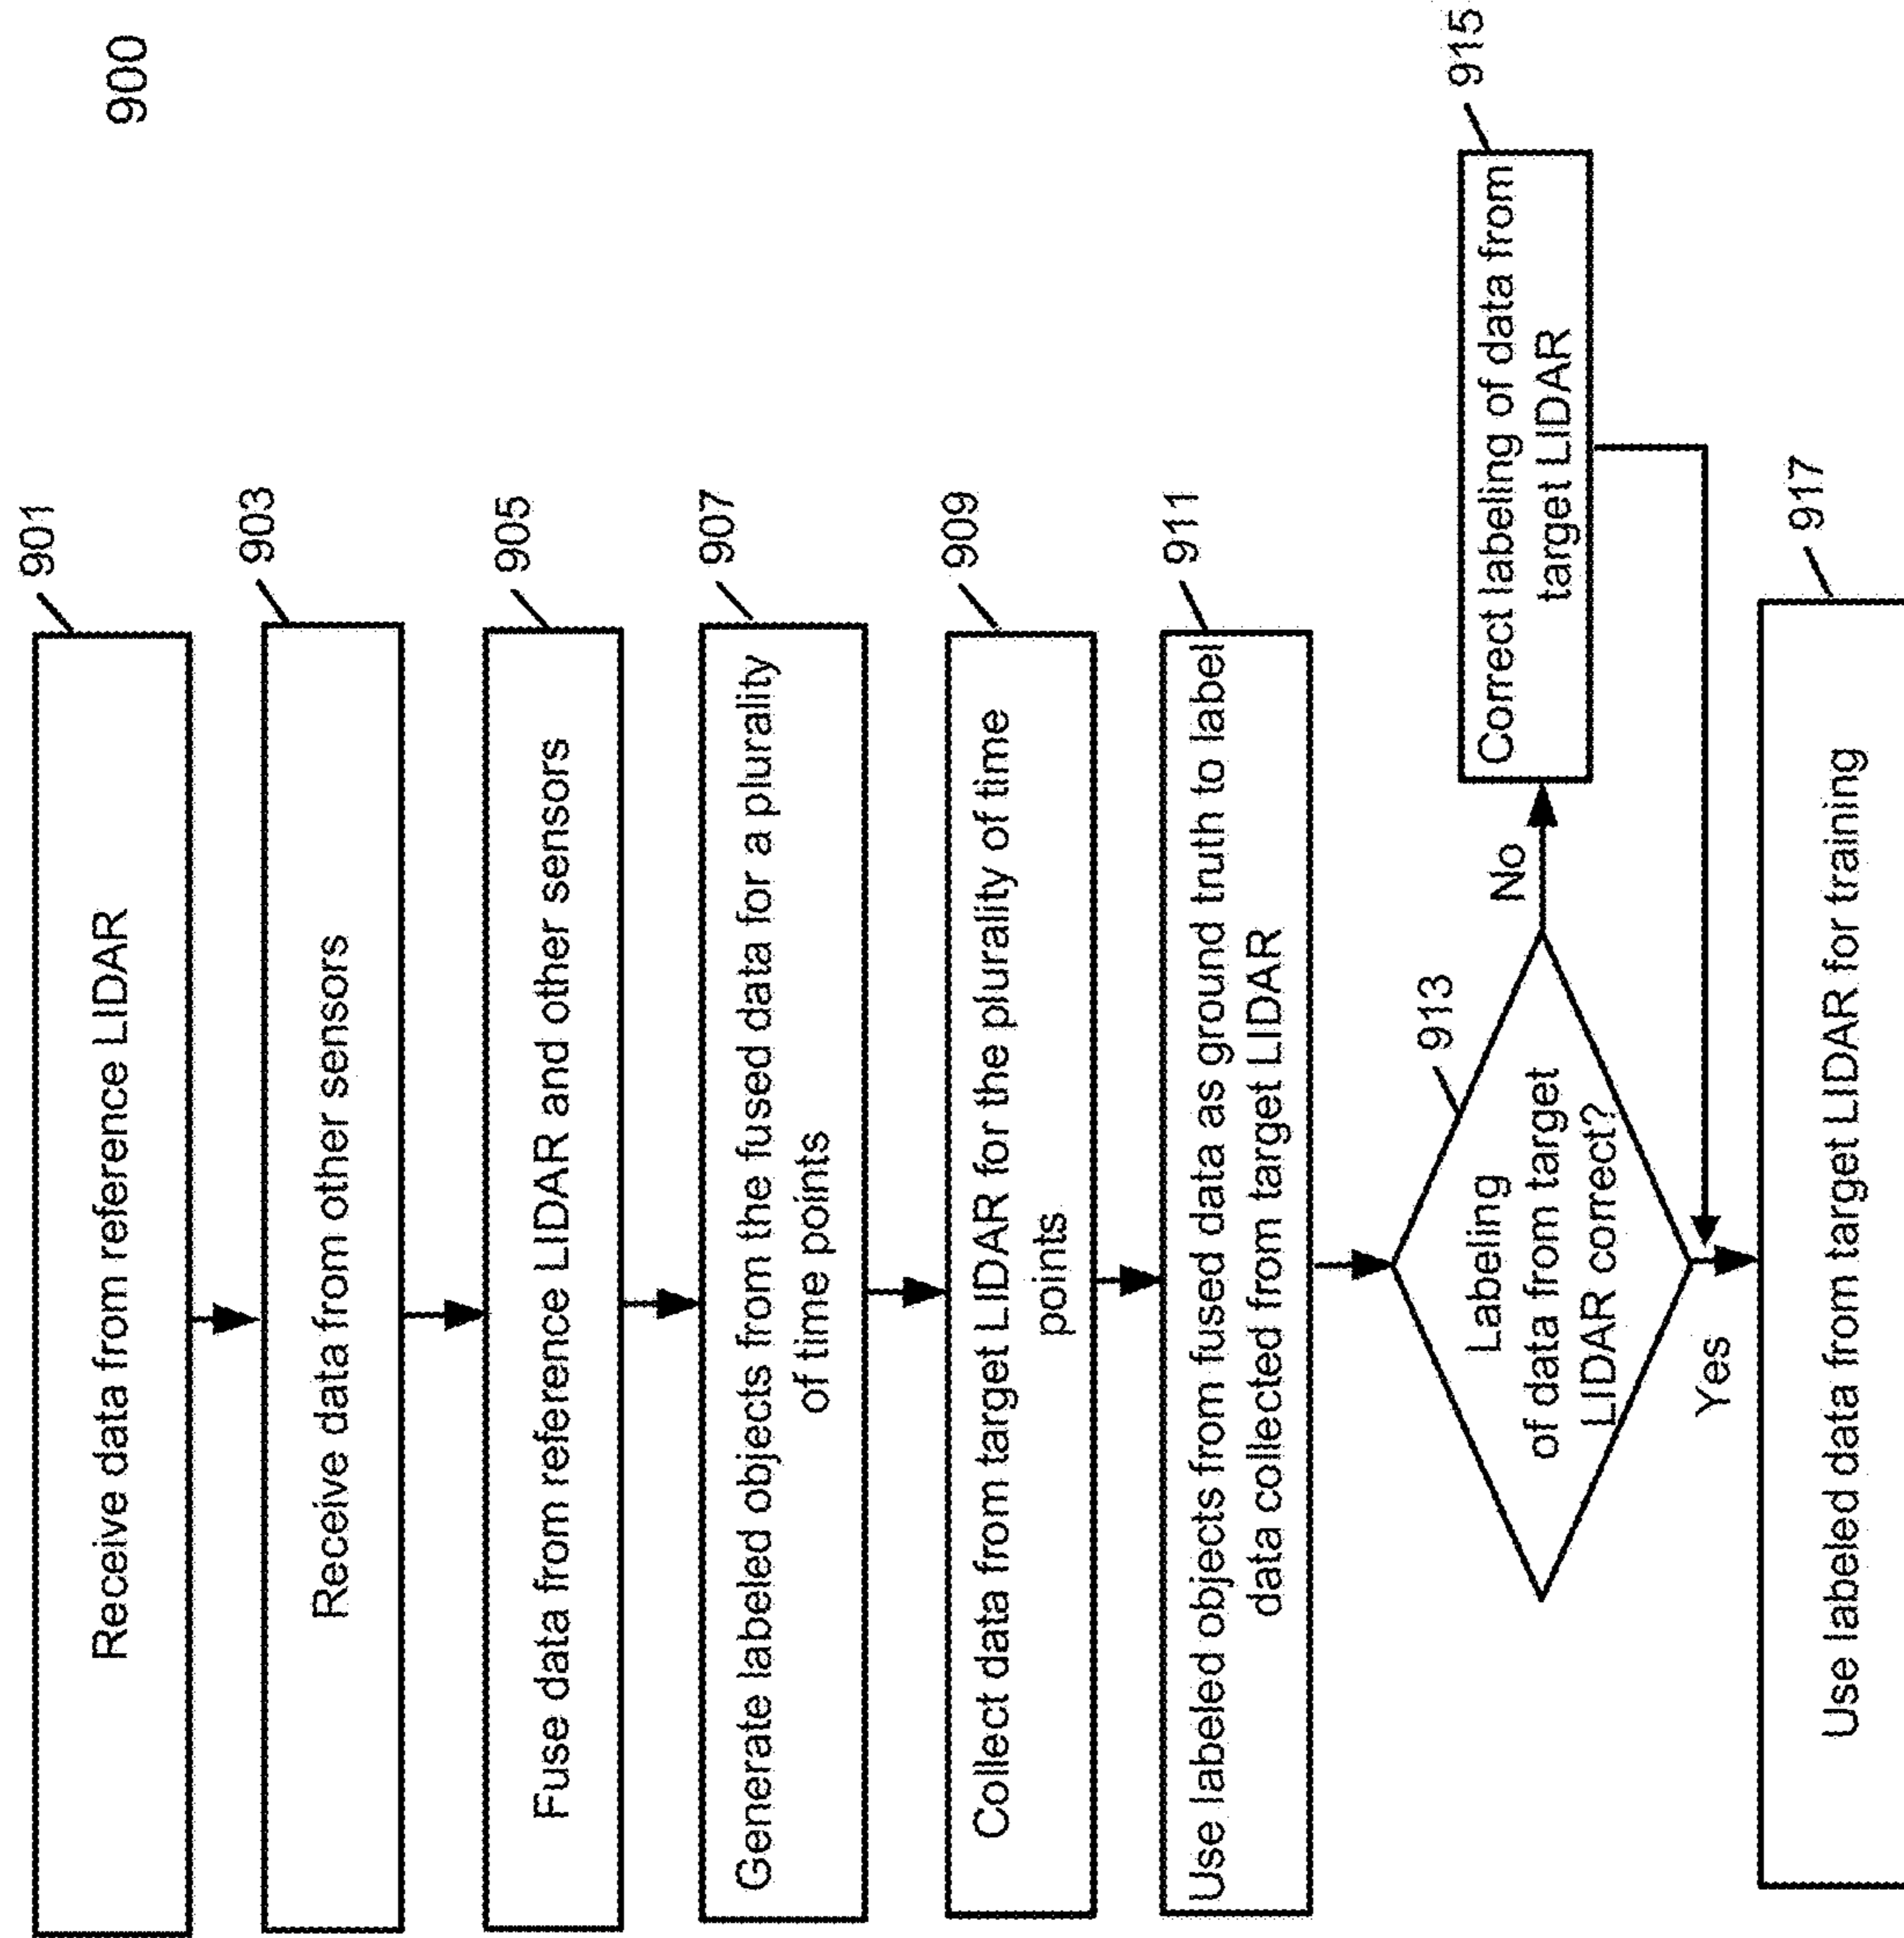 900
901
Receive data from reference LIDAR
903
Receive data from other sensors
905
Fuse data from reference LIDAR and other sensors
907
Generate labeled objects from the fused data for a plurality
of time points
909
Collect data from target LIDAR for the plurality of time
points
911
Use labeled objects from fused data as ground truth to label
data collected from target LIDAR
913
Labeling
of data from target
LIDAR correct?
No
915
Correct labeling of data from
target LIDAR
Yes
917
Use labeled data from target LIDAR for training